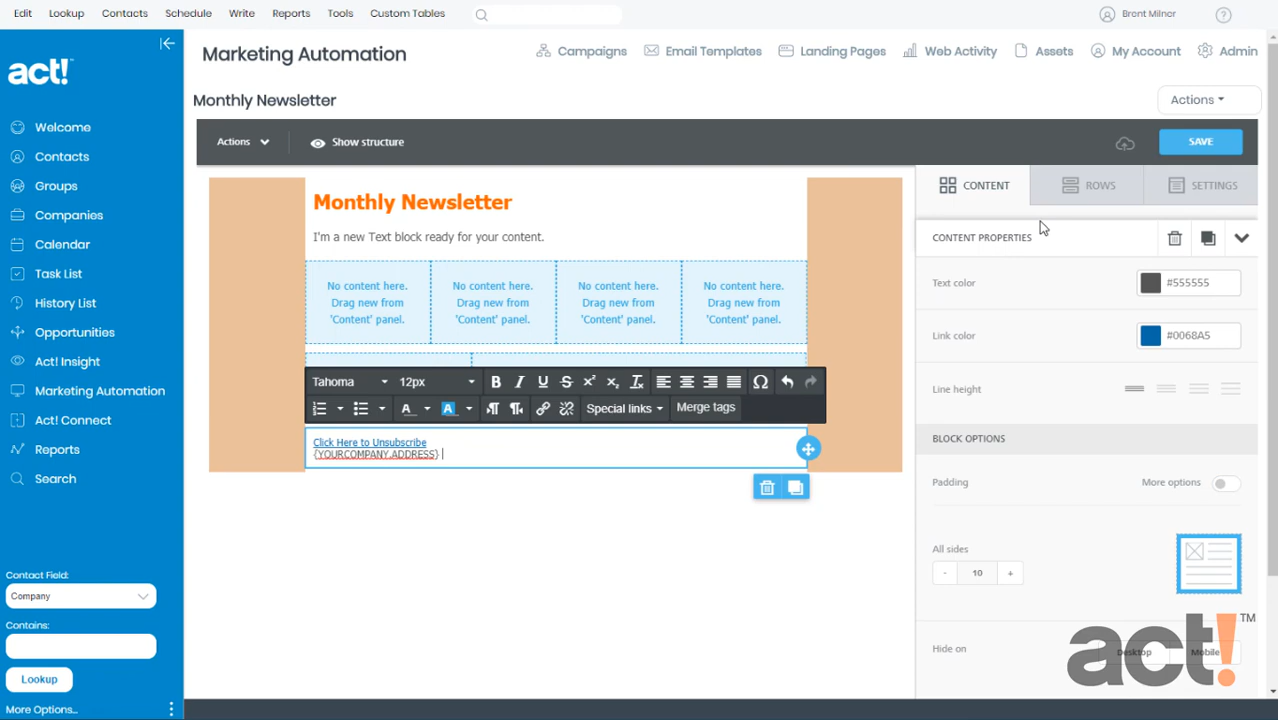 Edit Lookup Contacts Schedule Write Reports Tools Custom Tables Brent Milner ?
act!
Marketing Automation
Campaigns Email Templates Landing Pages Web Activity Assets My Account Admin
Monthly Newsletter
Actions
Welcome
Contacts
Groups
Companies
Calendar
Task List
History List
Opportunities
Act! Insight
Marketing Automation
Act! Connect
Reports
Search
Contact Field:
Company
Contains:
Lookup
More Options...
Actions Show structure SAVE
Monthly Newsletter
I'm a new Text block ready for your content.
No content here. No content here. No content here. No content here.
Drag new from Drag new from Drag new from Drag new from
'Content' panel. 'Content' panel. 'Content' panel. 'Content' panel.
Tahoma 12px B I U S x² x₂ Tx Ω
A A Special links Merge tags
Click Here to Unsubscribe
{YOURCOMPANY.ADDRESS}
CONTENT ROWS SETTINGS
CONTENT PROPERTIES
Text color #555555
Link color #0068A5
Line height
BLOCK OPTIONS
Padding More options
All sides
- 10 +
Hide on Desktop Mobile
act! TM